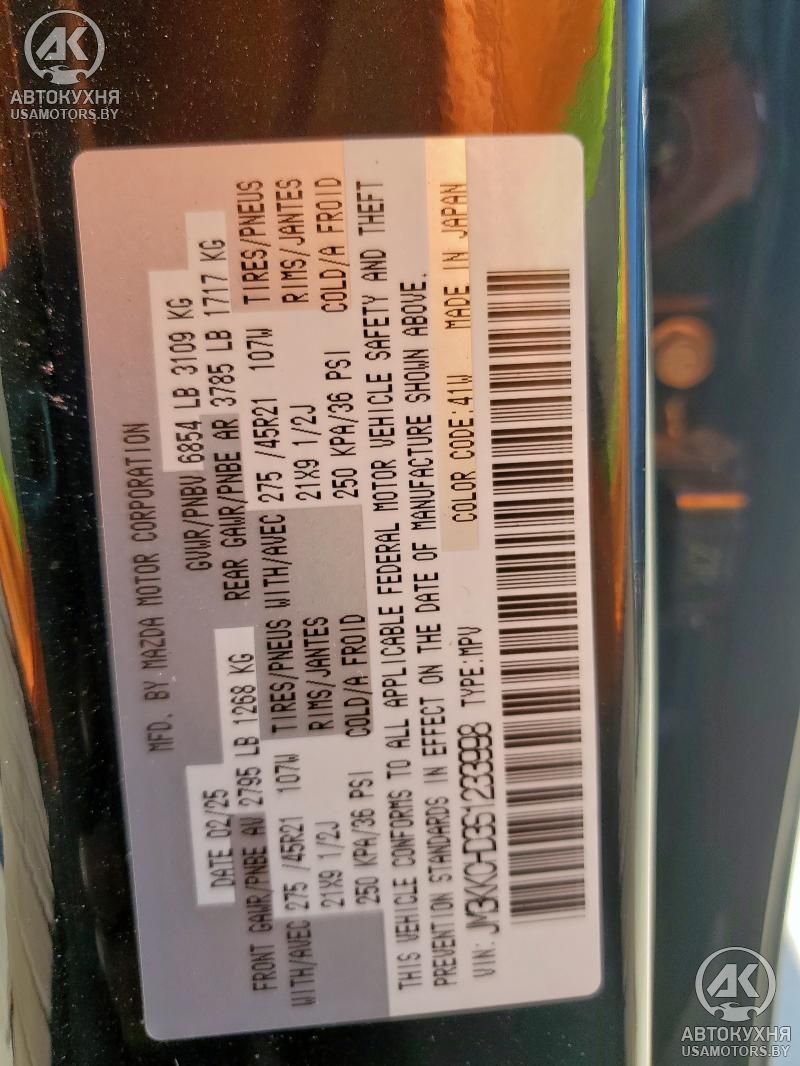 AK
АВТОКУХНЯ
USAMOTORS.BY
MFD. BY MAZDA MOTOR CORPORATION
DATE 02/25 GVWR/PNBV 6854 LB 3109 KG
FRONT GAWR/PNBE AV 2795 LB 1268 KG REAR GAWR/PNBE AR 3785 LB 1717 KG
WITH/AVEC 275 /45R21 107W TIRES/PNEUS WITH/AVEC 275 /45R21 107W TIRES/PNEUS
21X9 1/2J RIMS/JANTES 21X9 1/2J RIMS/JANTES
250 KPA/36 PSI COLD/A FROID 250 KPA/36 PSI COLD/A FROID
THIS VEHICLE CONFORMS TO ALL APPLICABLE FEDERAL MOTOR VEHICLE SAFETY AND THEFT
PREVENTION STANDARDS IN EFFECT ON THE DATE OF MANUFACTURE SHOWN ABOVE.
COLOR CODE:41W MADE IN JAPAN
VIN: JM3KK0HD3S1233998 TYPE:MPV
AK
АВТОКУХНЯ
USAMOTORS.BY